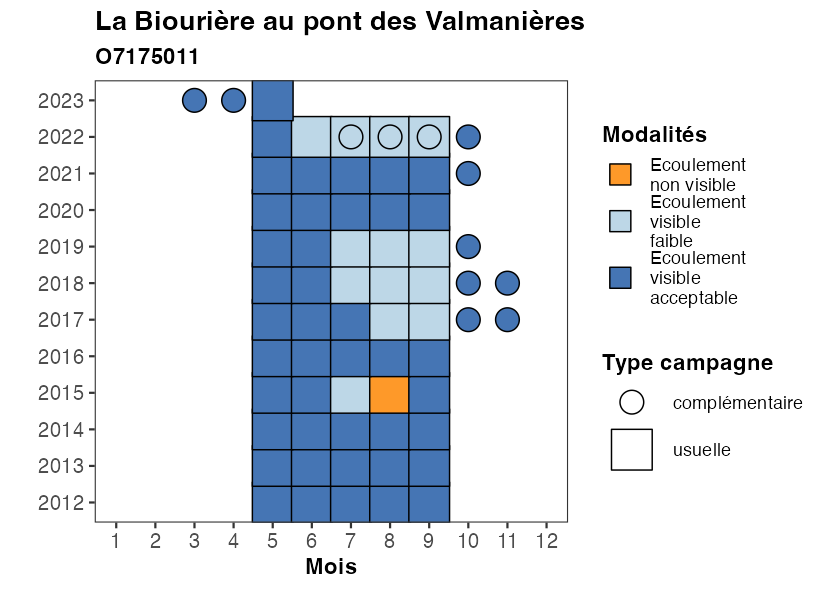 La Biourière au pont des Valmanières
O7175011
2023
2022
2021
2020
2019
2018
2017
2016
2015
2014
2013
2012
1 2 3 4 5 6 7 8 9 10 11 12
Mois
Modalités
Ecoulement
non visible
Ecoulement
visible
faible
Ecoulement
visible
acceptable
Type campagne
complémentaire
usuelle